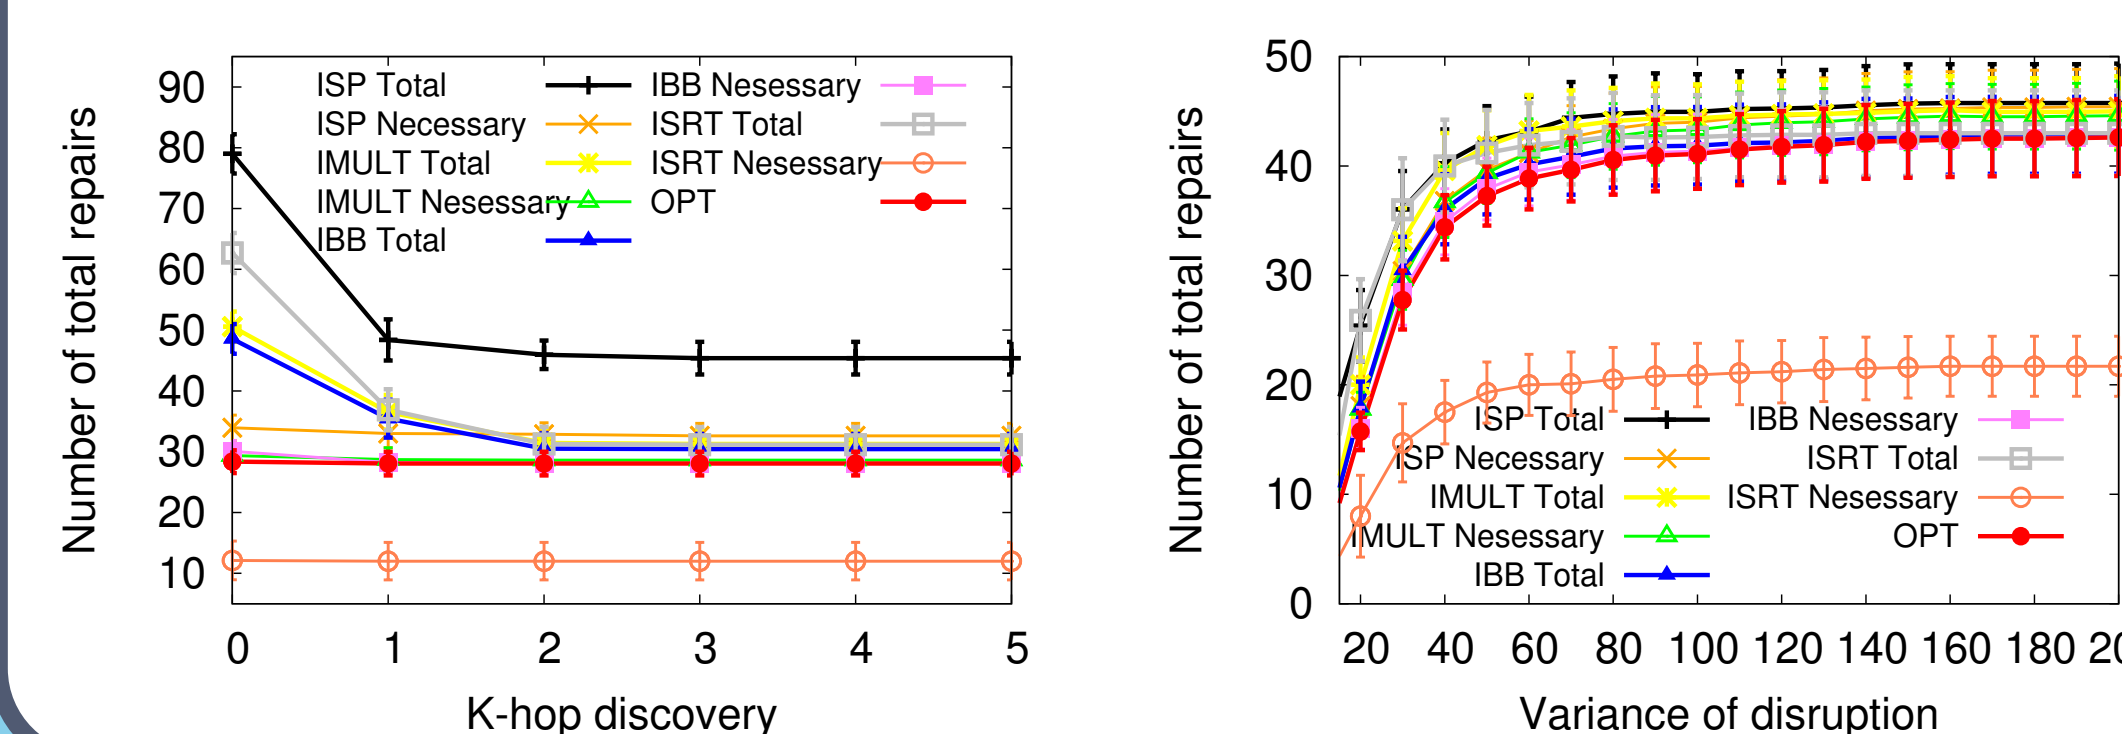 Number of total repairs
90
80
70
60
50
40
30
20
10
ISP Total
ISP Necessary
IMULT Total
IMULT Nesessary
IBB Total
IBB Nesessary
ISRT Total
ISRT Nesessary
OPT
0 1 2 3 4 5
K-hop discovery
Number of total repairs
50
40
30
20
10
0
ISP Total
ISP Necessary
IMULT Total
IMULT Nesessary
IBB Total
IBB Nesessary
ISRT Total
ISRT Nesessary
OPT
20 40 60 80 100 120 140 160 180
Variance of disruption